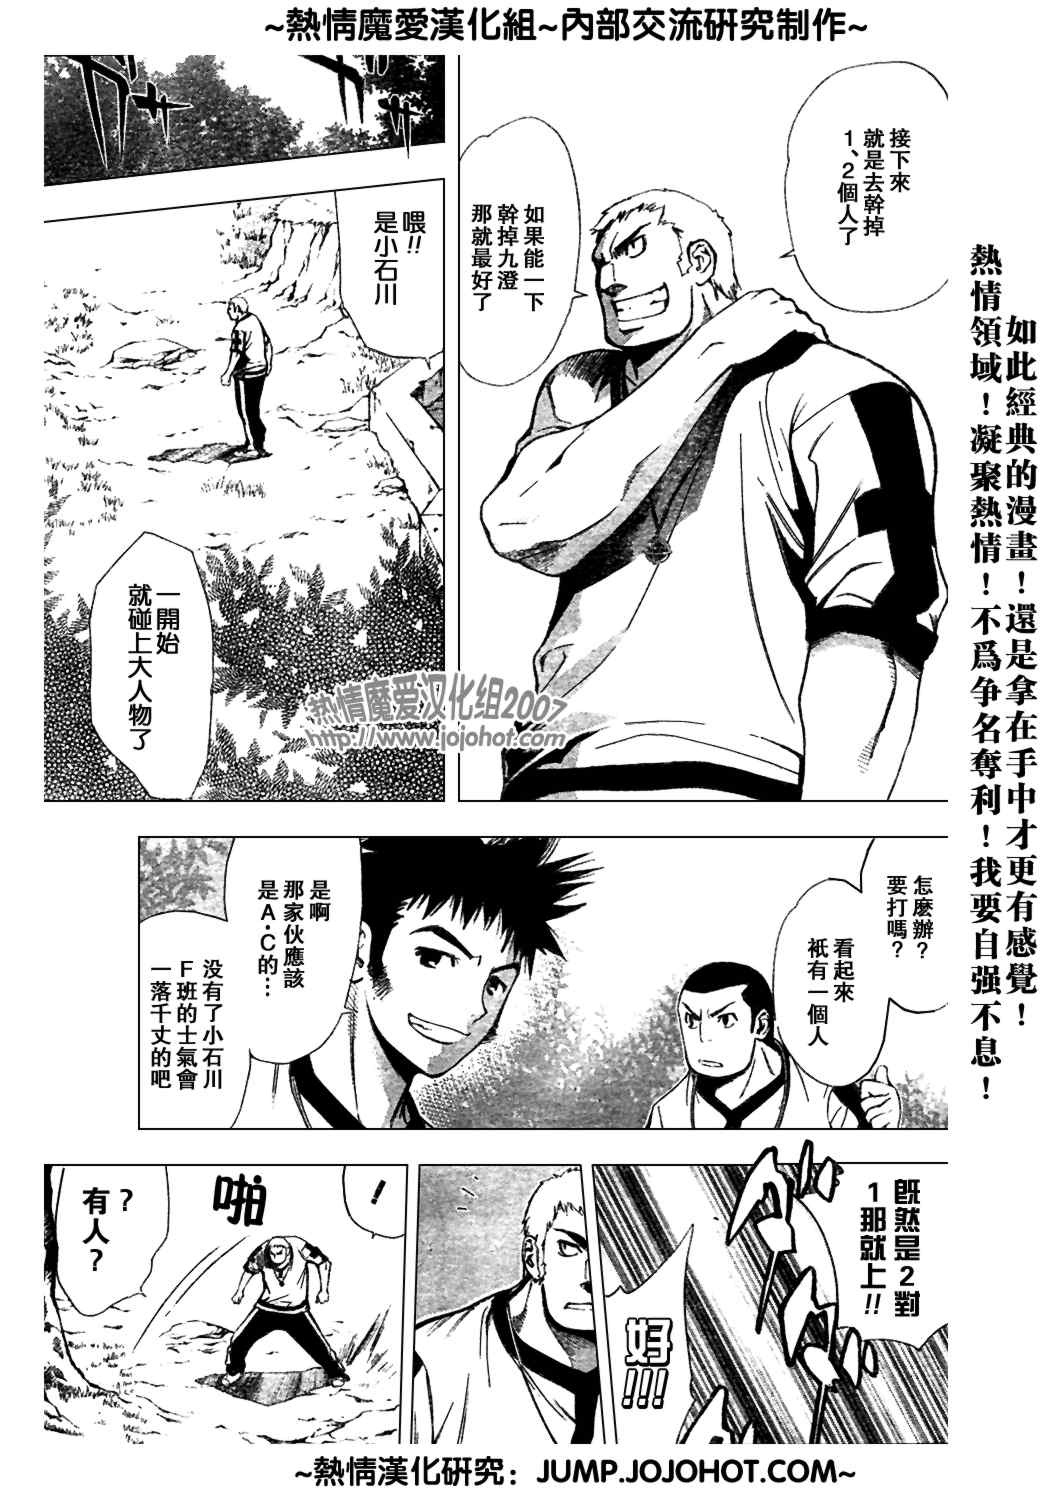 ~熱情魔愛漢化組~內部交流研究制作~
接下來
就是去幹掉
1、2個人了
如果能一下
幹掉九澄
那就最好了
喂!!
是小石川
一開始
就碰上大人物了
熱情魔爱汉化组2007
http://www.jojohot.com
怎麼辦?
要打嗎?
看起來
衹有一個人
是啊
那家伙應該
是A·C的…
没有了小石川
F班的士氣會
一落千丈的吧
既然是2對
1那就上!!
好!!!
!
啪
?
有人?
如此經典的漫畫！還是拿在手中才更有感覺！
熱情領域！凝聚熱情！不爲争名奪利！我要自强不息！
~熱情漢化研究：JUMP.JOJOHOT.COM~